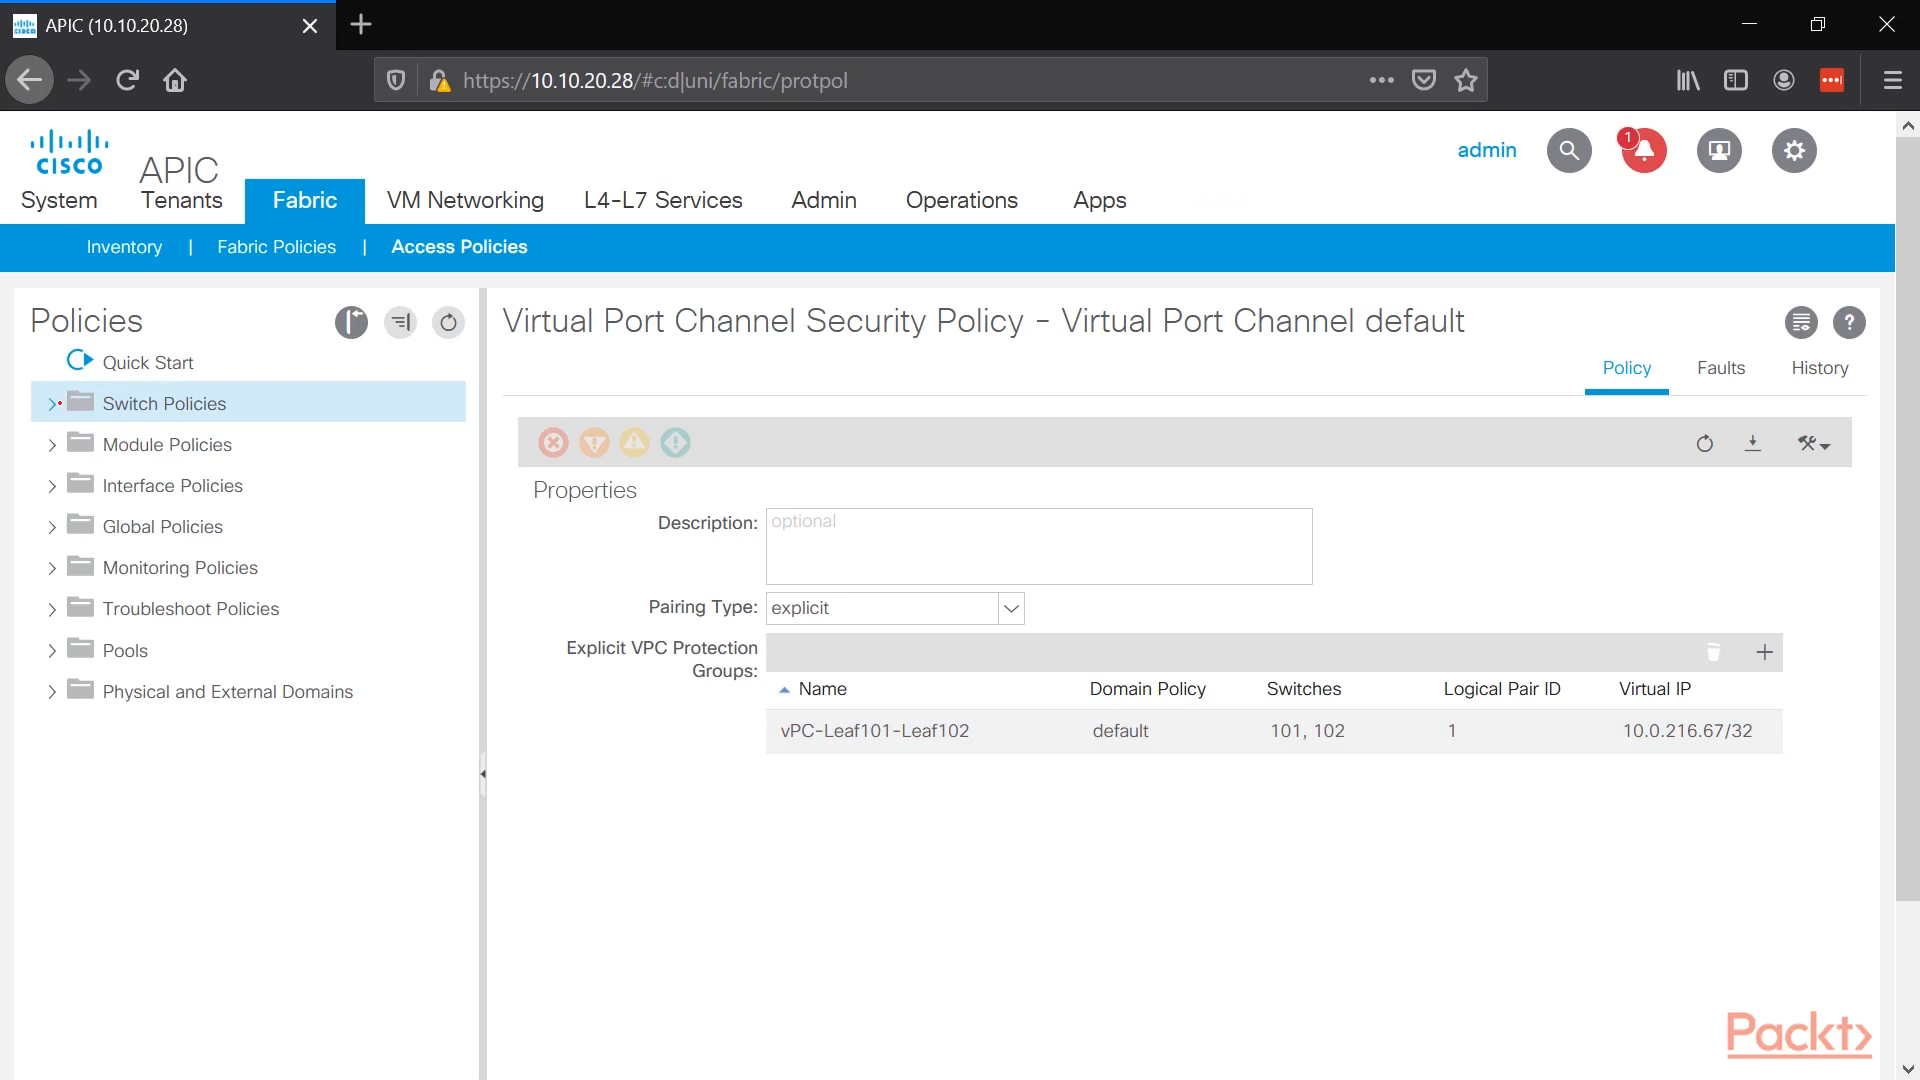 APIC (10.10.20.28)
https://10.10.20.28/#c:d|uni/fabric/protpol
CISCO
APIC
admin
1
System Tenants Fabric VM Networking L4-L7 Services Admin Operations Apps
Inventory | Fabric Policies | Access Policies
Policies
Quick Start
Switch Policies
Module Policies
Interface Policies
Global Policies
Monitoring Policies
Troubleshoot Policies
Pools
Physical and External Domains
Virtual Port Channel Security Policy - Virtual Port Channel default
Policy Faults History
Properties
Description: optional
Pairing Type: explicit
Explicit VPC Protection
Groups:
Name Domain Policy Switches Logical Pair ID Virtual IP
vPC-Leaf101-Leaf102 default 101, 102 1 10.0.216.67/32
Packt